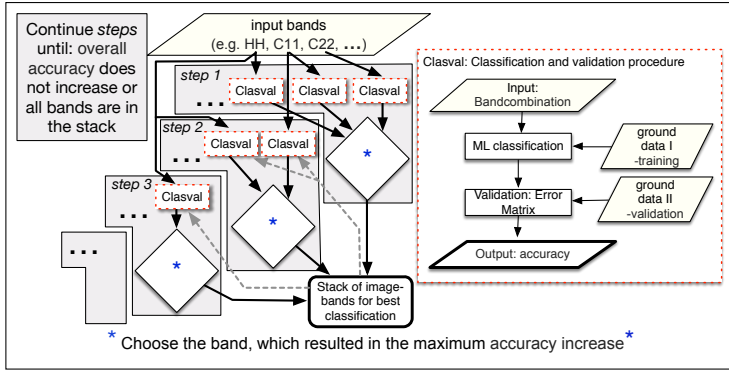 Continue steps
until: overall
accuracy does
not increase or
all bands are in
the stack
input bands
(e.g. HH, C11, C22, ...)
step 1
... Clasval Clasval Clasval
*
step 2
... Clasval Clasval
*
step 3
Clasval
...
*
...
Stack of image-
bands for best
classification
* Choose the band, which resulted in the maximum accuracy increase *
Clasval: Classification and validation procedure
Input:
Bandcombination
ML classification
ground
data I
-training
Validation: Error
Matrix
ground
data II
-validation
Output: accuracy